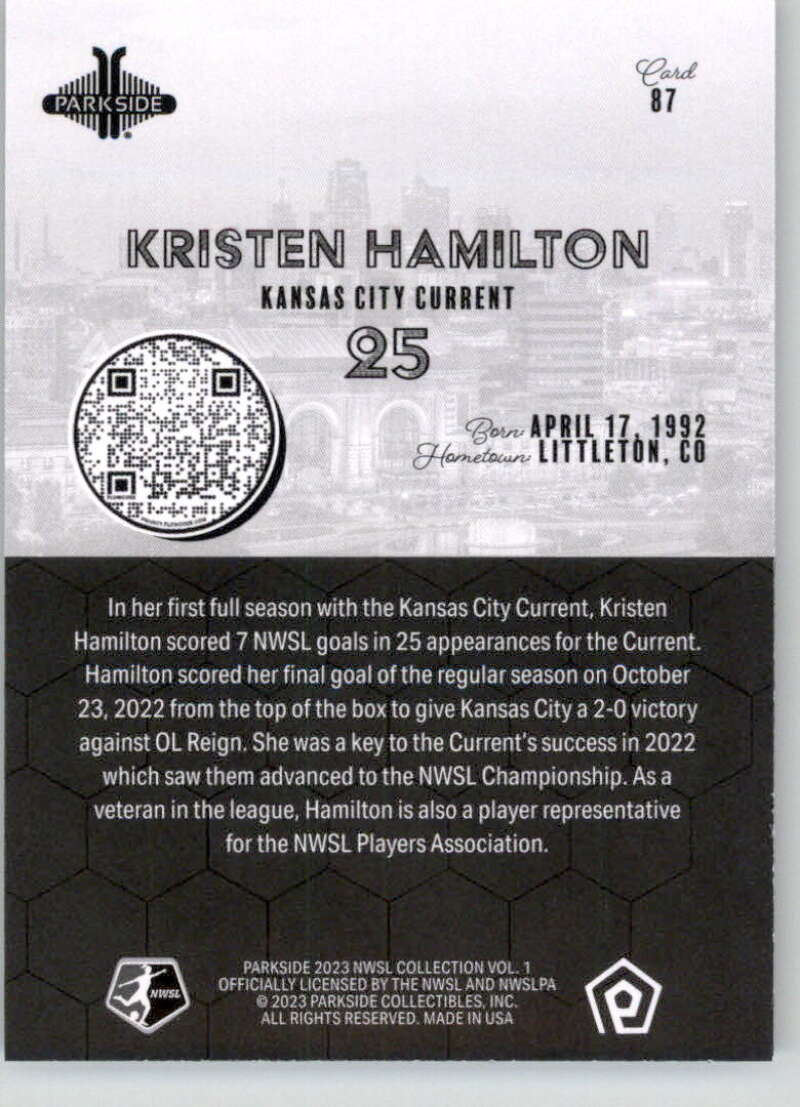 PARKSIDE
Card
87
KRISTEN HAMILTON
KANSAS CITY CURRENT
25
Born: APRIL 17, 1992
Hometown: LITTLETON, CO
In her first full season with the Kansas City Current, Kristen
Hamilton scored 7 NWSL goals in 25 appearances for the Current.
Hamilton scored her final goal of the regular season on October
23, 2022 from the top of the box to give Kansas City a 2-0 victory
against OL Reign. She was a key to the Current's success in 2022
which saw them advanced to the NWSL Championship. As a
veteran in the league, Hamilton is also a player representative
for the NWSL Players Association.
NWSL
PARKSIDE 2023 NWSL COLLECTION VOL. 1
OFFICIALLY LICENSED BY THE NWSL AND NWSLPA
© 2023 PARKSIDE COLLECTIBLES, INC.
ALL RIGHTS RESERVED. MADE IN USA